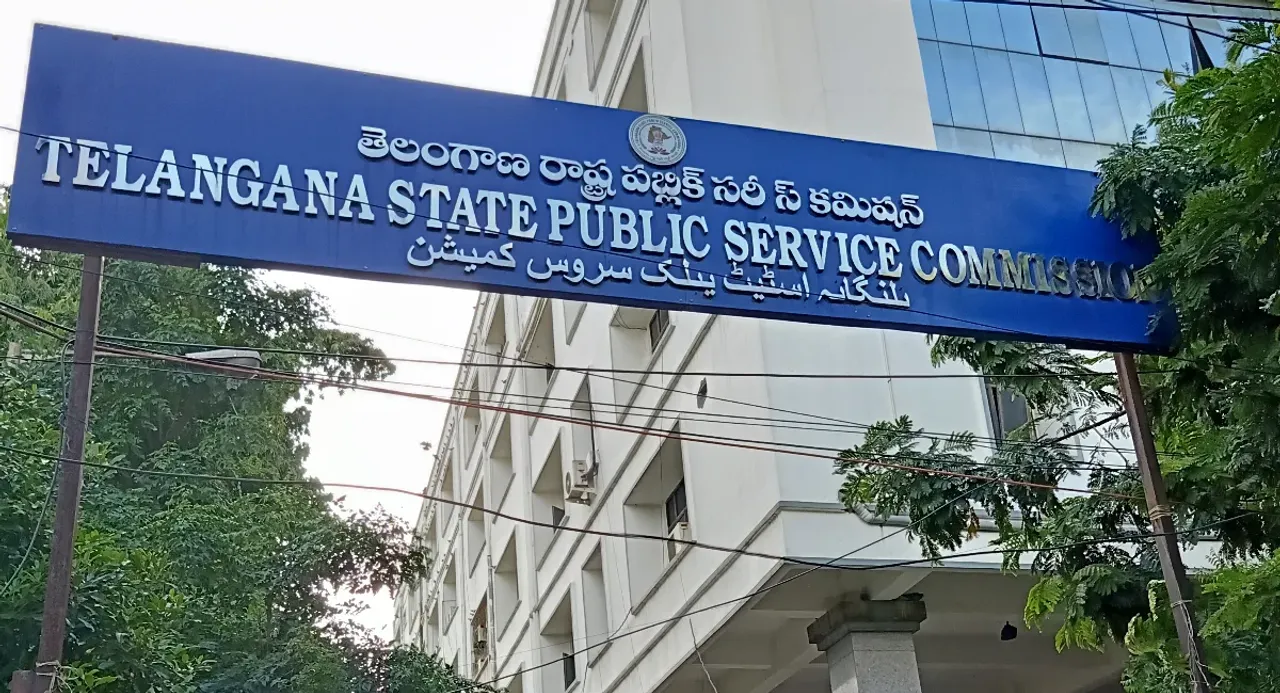 తెలంగాణ రాష్ట్ర పబ్లిక్ సర్వీస్ కమిషన్
TELANGANA STATE PUBLIC SERVICE COMMISSION
تلنگانہ اسٹیٹ پبلک سروس کمیشن